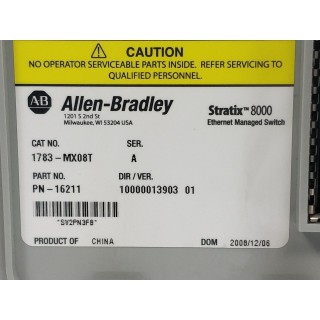 CAUTION
NO OPERATOR SERVICEABLE PARTS INSIDE. REFER SERVICING TO QUALIFIED PERSONNEL.
AB Allen-Bradley
1201 S 2nd St
Milwaukee, WI 53204 USA
Stratix™ 8000
Ethernet Managed Switch
CAT NO. SER.
1783-MX08T A
PART NO. DIR / VER.
PN-16211 10000013903 01
"SV2PN3FB"
PRODUCT OF CHINA DOM 2008/12/06